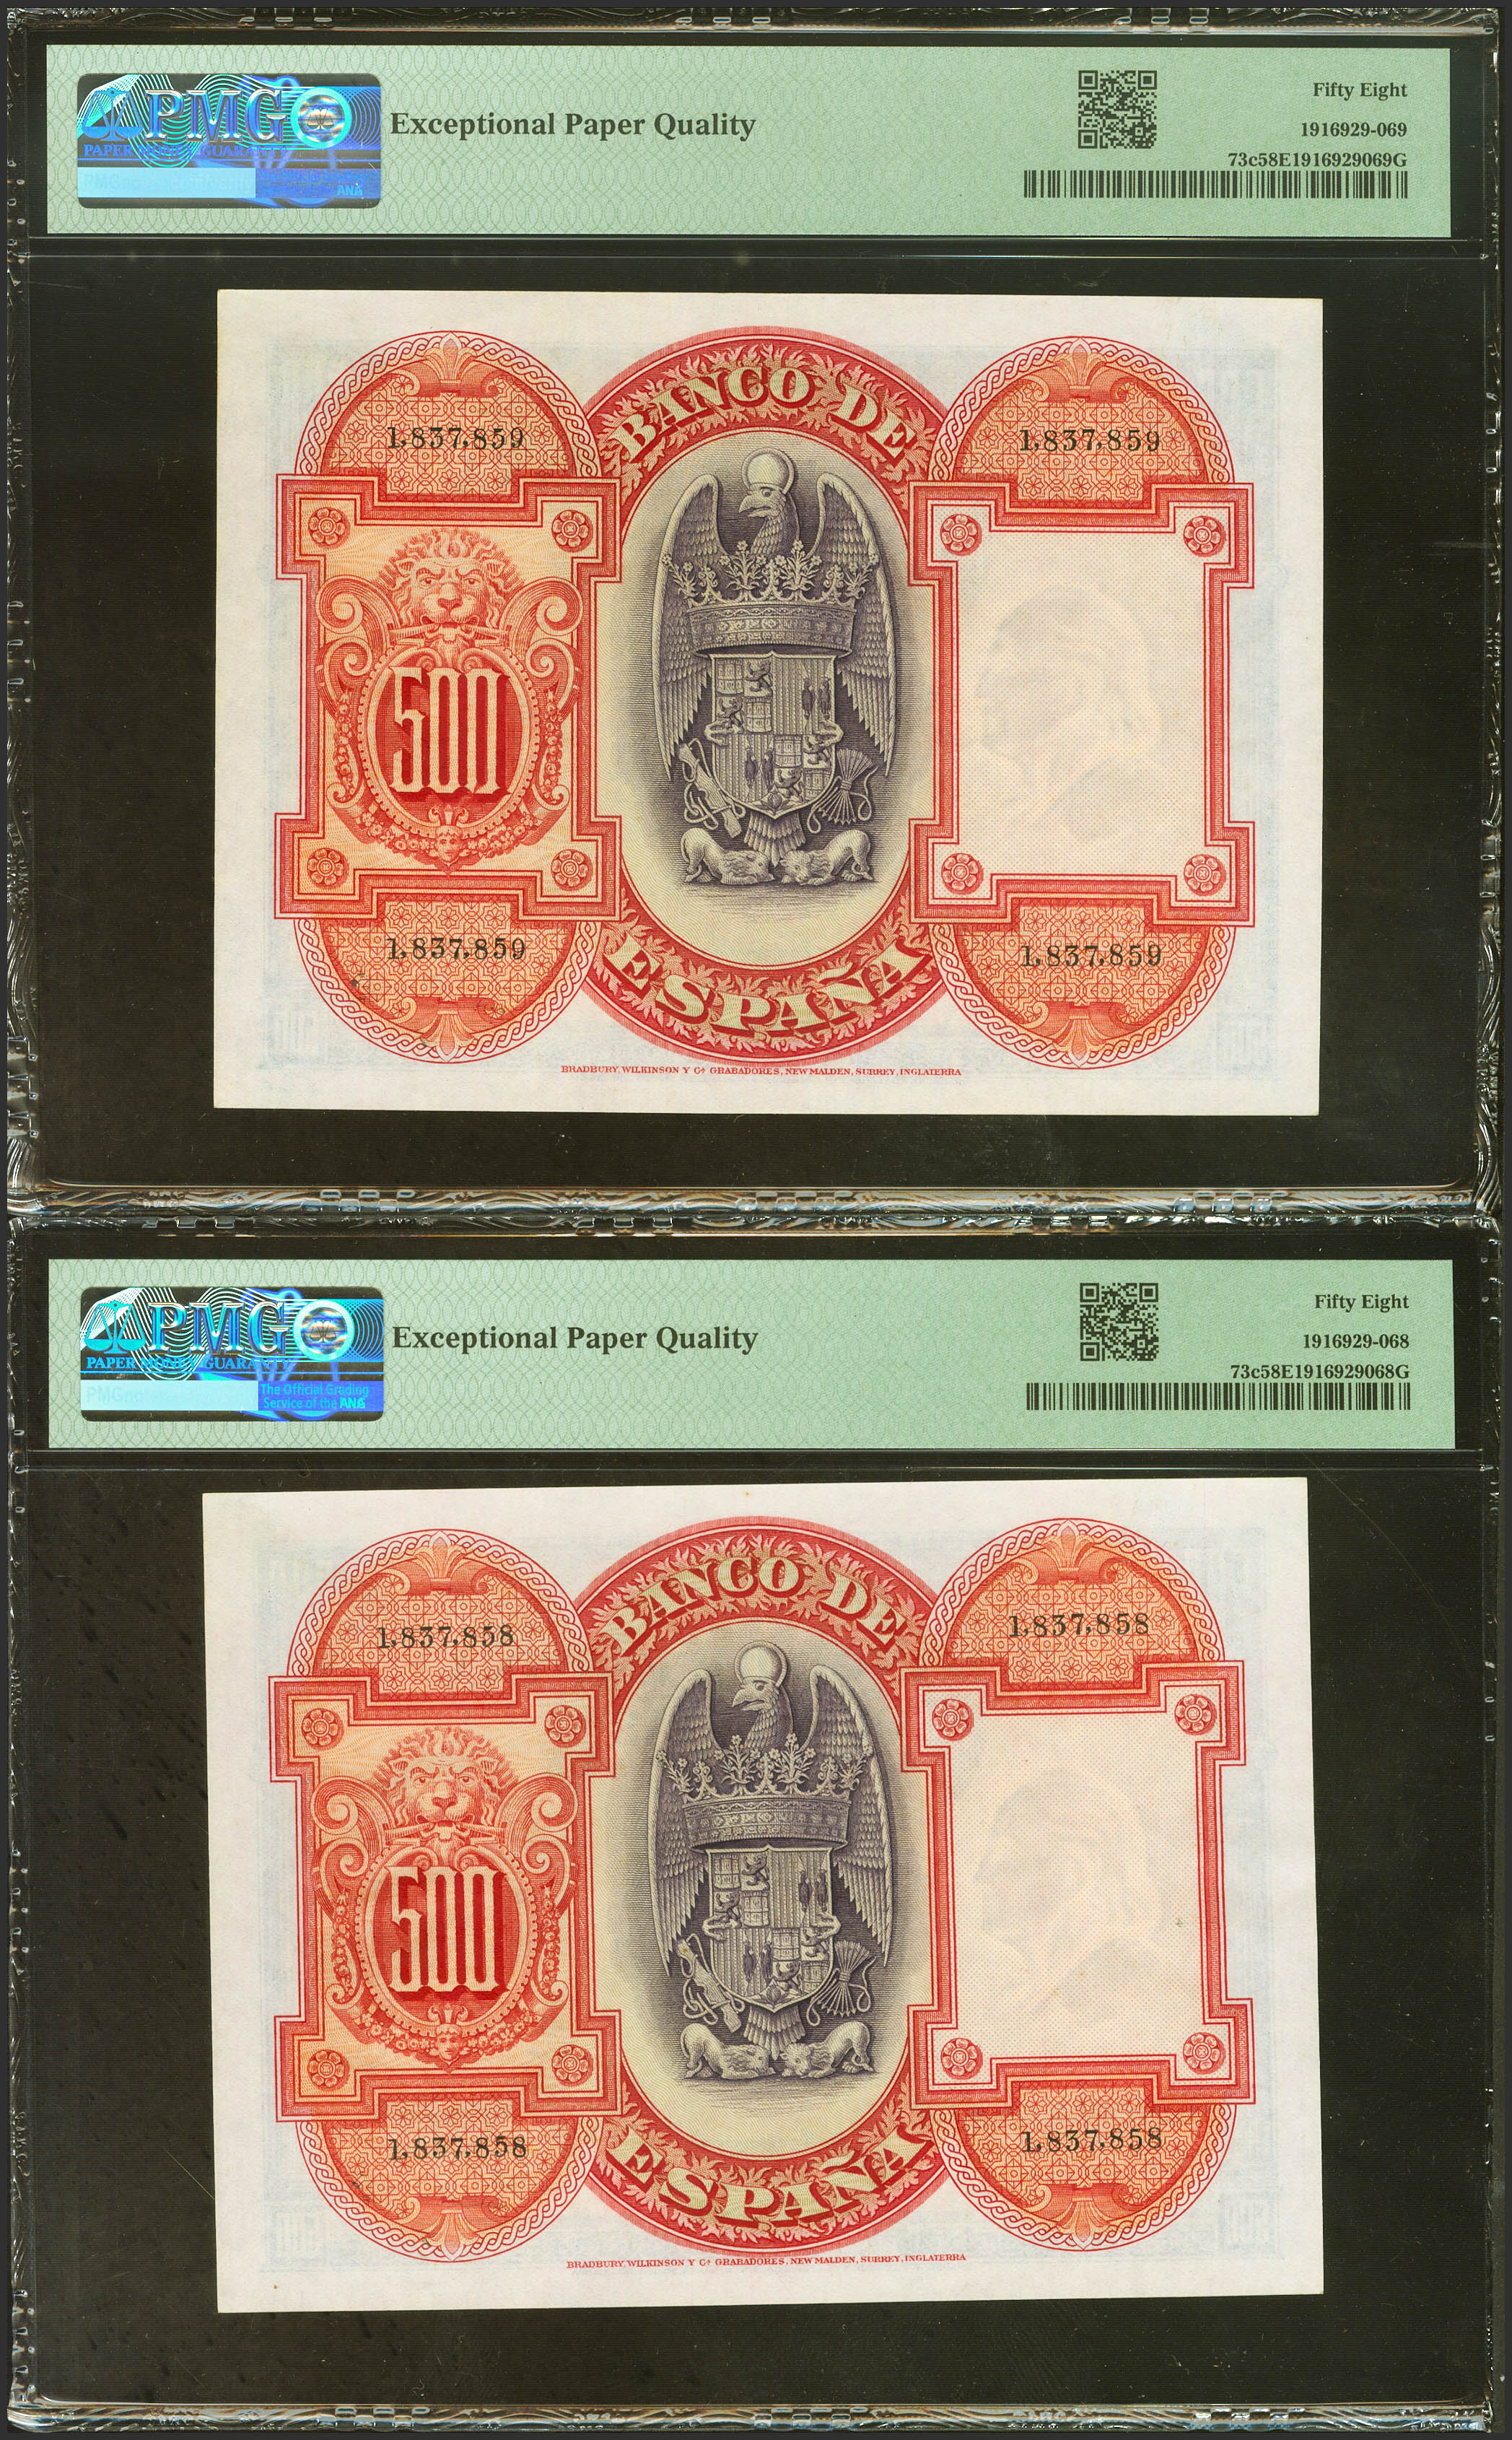 PMG
PAPER MONEY GUARANTY
ANA
Exceptional Paper Quality
Fifty Eight
1916929-069
73c58E1916929069G
BANCO DE
1,837,859
1,837,859
500
1,837,859
1,837,859
ESPAÑA
BRADBURY, WILKINSON Y Cª GRABADORES, NEW MALDEN, SURREY, INGLATERRA
PMG
PAPER MONEY GUARANTY
The Official Grading
Service of the ANA
Exceptional Paper Quality
Fifty Eight
1916929-068
73c58E1916929068G
BANCO DE
1,837,858
1,837,858
500
1,837,858
1,837,858
ESPAÑA
BRADBURY, WILKINSON Y Cª GRABADORES, NEW MALDEN, SURREY, INGLATERRA